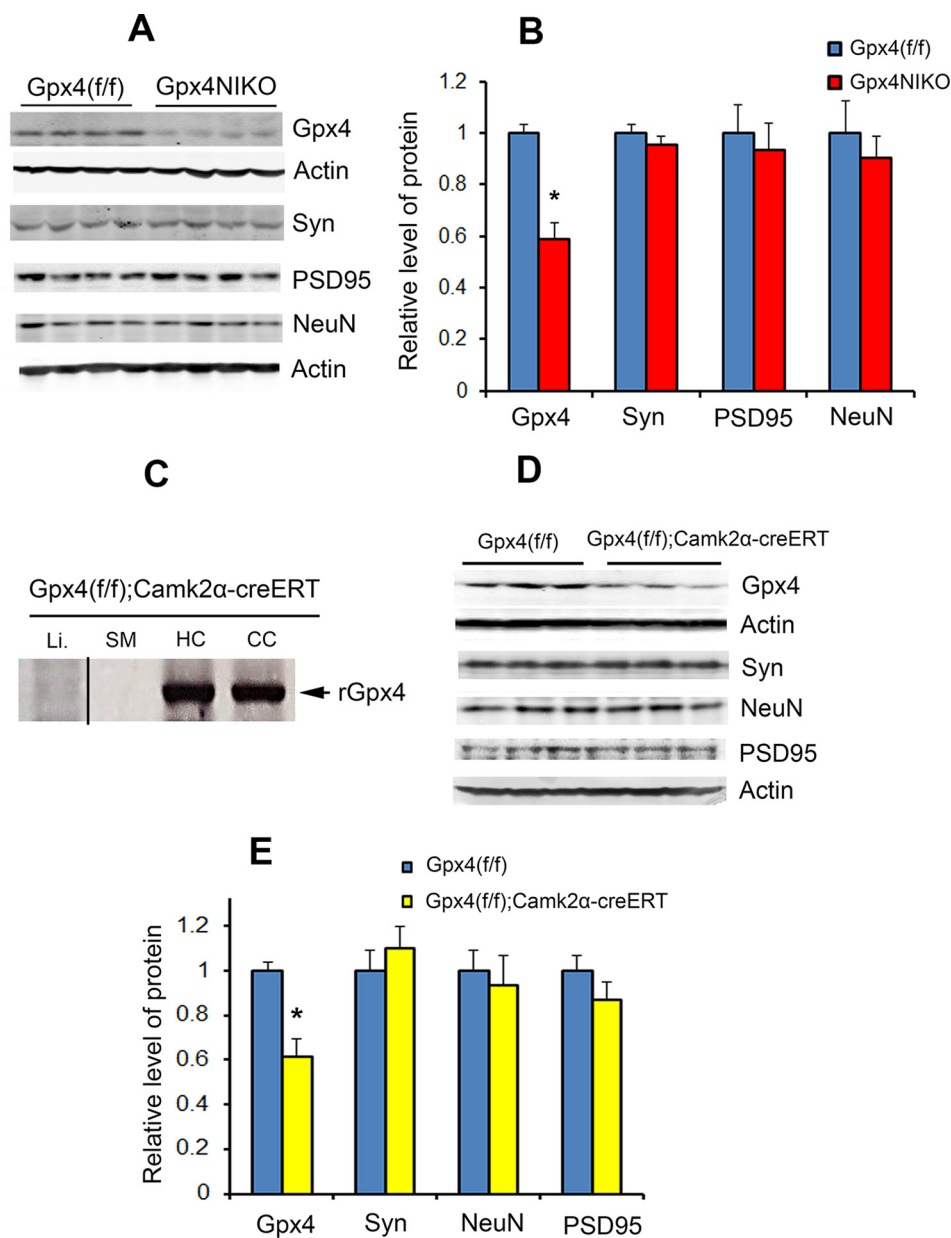 A
Gpx4(f/f) Gpx4NIKO
Gpx4
Actin
Syn
PSD95
NeuN
Actin
B
Gpx4(f/f)
Gpx4NIKO
Relative level of protein
1.2
1
0.8
0.6
0.4
0.2
0
*
Gpx4 Syn PSD95 NeuN
C
Gpx4(f/f);Camk2α-creERT
Li. SM HC CC
rGpx4
D
Gpx4(f/f) Gpx4(f/f);Camk2α-creERT
Gpx4
Actin
Syn
NeuN
PSD95
Actin
E
Gpx4(f/f)
Gpx4(f/f);Camk2α-creERT
Relative level of protein
1.2
1
0.8
0.6
0.4
0.2
0
*
Gpx4 Syn NeuN PSD95